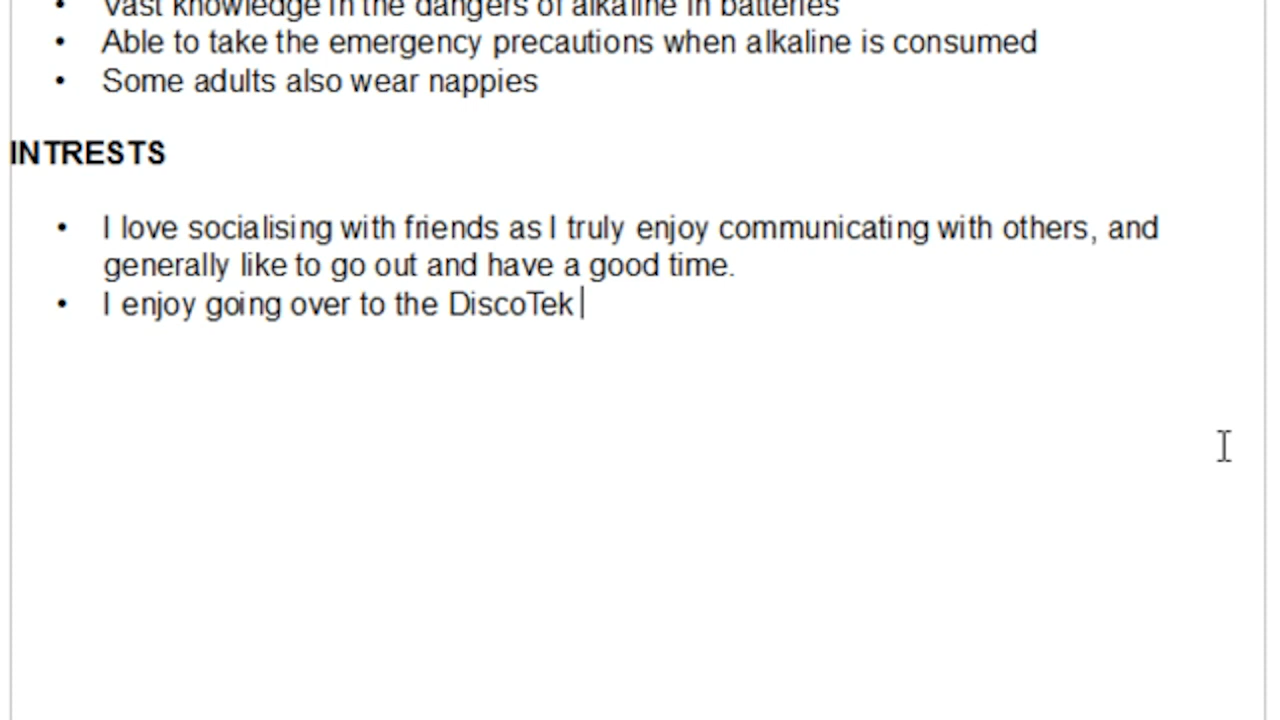 • Vast knowledge in the dangers of alkaline in batteries
• Able to take the emergency precautions when alkaline is consumed
• Some adults also wear nappies
INTRESTS
• I love socialising with friends as I truly enjoy communicating with others, and
generally like to go out and have a good time.
• I enjoy going over to the DiscoTek